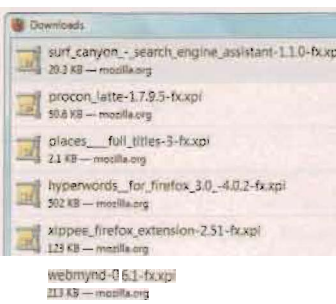 Downloads
surf_canyon_-_search_engine_assistant-1.1.0-fx.xp
20.2 KB — mozilla.org
procon_latte-1.7.9.5-fx.xpi
50.8 KB — mozilla.org
places___full_titles-3-fx.xpi
2.1 KB — mozilla.org
hyperwords__for_firefox_3.0_-4.0.2-fx.xpi
502 KB — mozilla.org
xippee_firefox_extension-2.51-fx.xpi
123 KB — mozilla.org
webmynd-0.6.1-fx.xpi
213 KB — mozilla.org